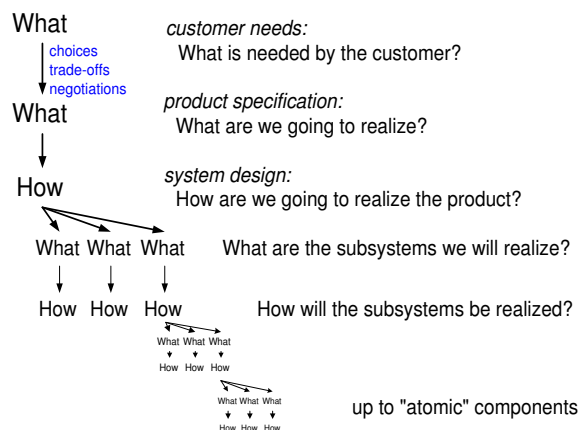 What
customer needs:
What is needed by the customer?
choices
trade-offs
negotiations
What
product specification:
What are we going to realize?
How
system design:
How are we going to realize the product?
What What What
What are the subsystems we will realize?
How How How
How will the subsystems be realized?
What What What
How How How
What What What
How How How
up to "atomic" components